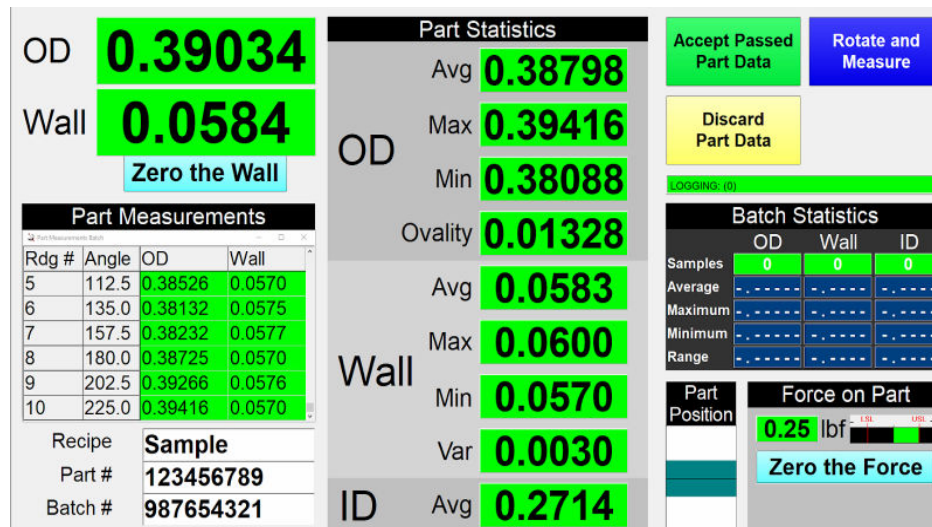 OD 0.39034
Wall 0.0584
Zero the Wall
Part Measurements
Part Measurements Batch
Rdg # Angle OD Wall
5 112.5 0.38526 0.0570
6 135.0 0.38132 0.0575
7 157.5 0.38232 0.0577
8 180.0 0.38725 0.0570
9 202.5 0.39266 0.0576
10 225.0 0.39416 0.0570
Recipe Sample
Part # 123456789
Batch # 987654321
Part Statistics
OD
Avg 0.38798
Max 0.39416
Min 0.38088
Ovality 0.01328
Wall
Avg 0.0583
Max 0.0600
Min 0.0570
Var 0.0030
ID Avg 0.2714
Accept Passed
Part Data
Rotate and
Measure
Discard
Part Data
LOGGING: (0)
Batch Statistics
OD Wall ID
Samples 0 0 0
Average -.----- -.----- -.-----
Maximum -.----- -.----- -.-----
Minimum -.----- -.----- -.-----
Range -.----- -.----- -.-----
Part
Position
Force on Part
0.25 lbf LSL USL
Zero the Force